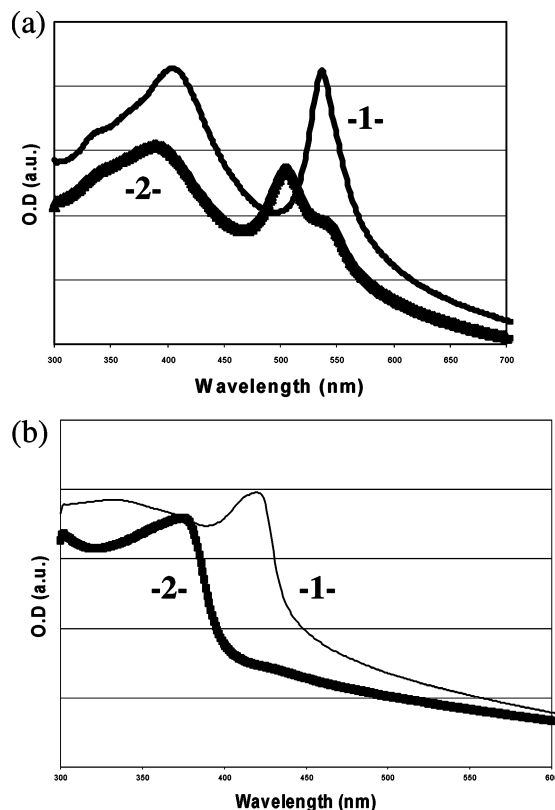 (a)
-1-
-2-
O.D (a.u.)
300 350 400 450 500 550 600 650 700
Wavelength (nm)
(b)
-2-
-1-
O.D (a.u.)
300 350 400 450 500 550 600
Wavelength (nm)